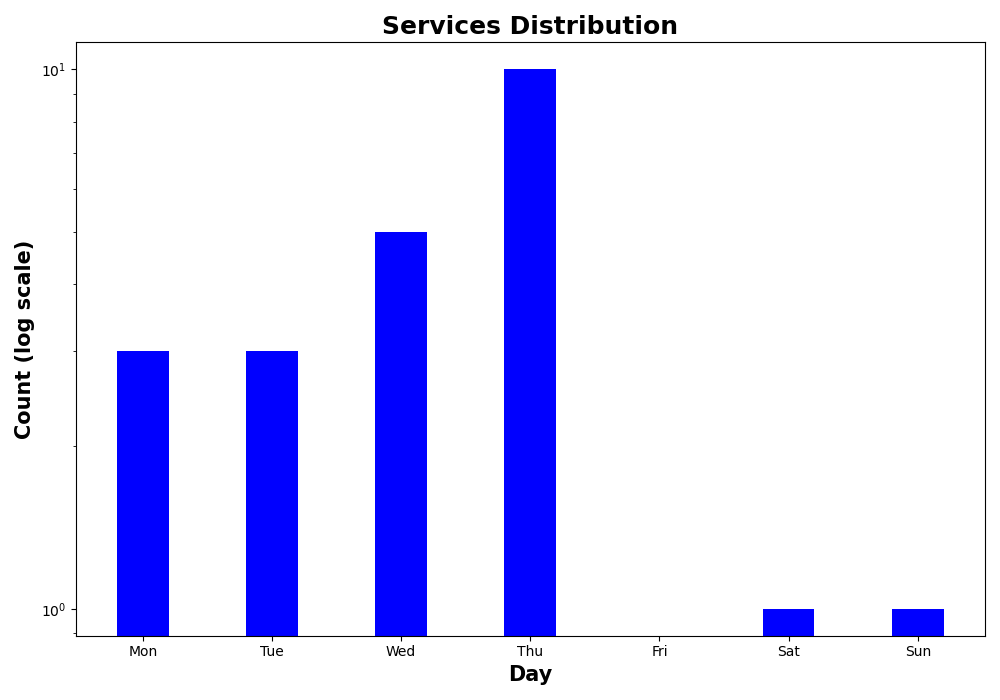 Services Distribution
10¹
10⁰
Count (log scale)
Mon Tue Wed Thu Fri Sat Sun
Day